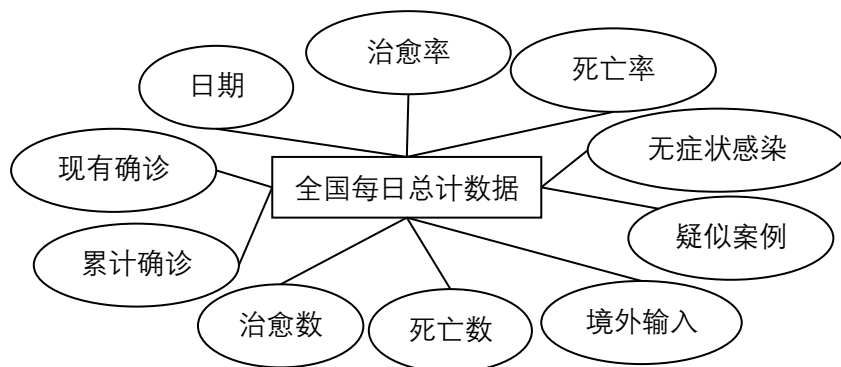 治愈率
死亡率
日期
无症状感染
现有确诊
全国每日总计数据
疑似案例
累计确诊
治愈数
死亡数
境外输入